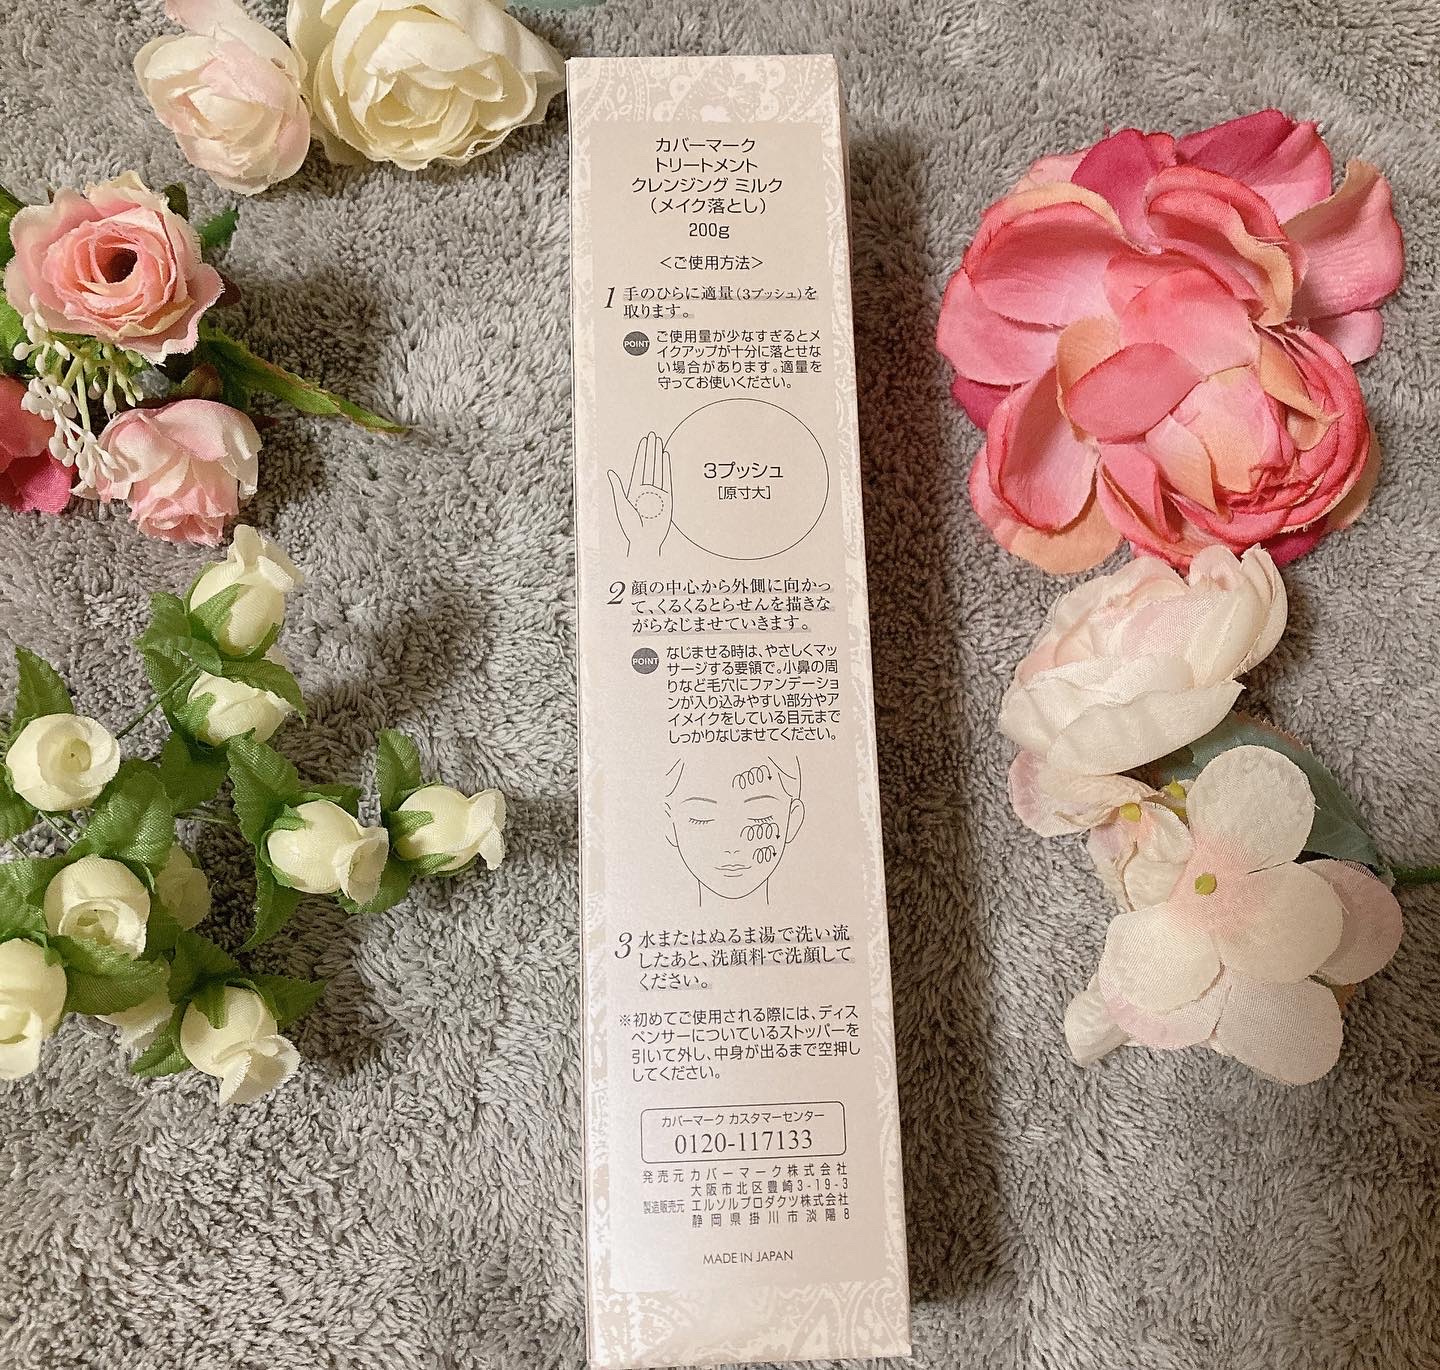 カバーマーク
トリートメント
クレンジング ミルク
（メイク落とし）
200g
＜ご使用方法＞
1 手のひらに適量（3プッシュ）を
取ります。
POINT ご使用量が少なすぎるとメ
イクアップが十分に落とせな
い場合があります。適量を
守ってお使いください。
3プッシュ
［原寸大］
2 顔の中心から外側に向かっ
て、くるくるとらせんを描きな
がらなじませていきます。
POINT なじませる時は、やさしくマッ
サージする要領で。小鼻の周
りなど毛穴にファンデーショ
ンが入り込みやすい部分やア
イメイクをしている目元まで
しっかりなじませてください。
3 水またはぬるま湯で洗い流
したあと、洗顔料で洗顔して
ください。
※初めてご使用される際には、ディス
ペンサーについているストッパーを
引いて外し、中身が出るまで空押し
してください。
カバーマーク カスタマーセンター
0120-117133
発売元 カバーマーク株式会社
大阪市北区豊崎3-19-3
製造販売元 エルソルプロダクツ株式会社
静岡県掛川市淡陽8
MADE IN JAPAN